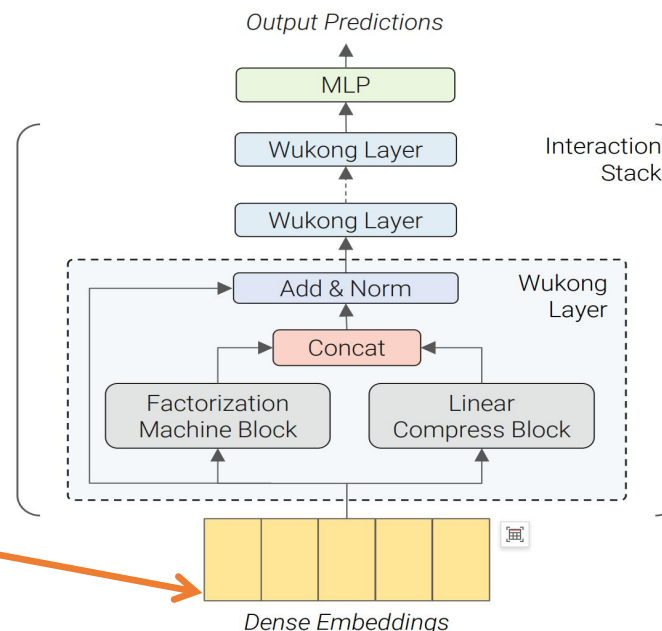 Output Predictions
MLP
Wukong Layer
Interaction
Stack
Wukong Layer
Add & Norm
Wukong
Layer
Concat
Factorization
Machine Block
Linear
Compress Block
Dense Embeddings